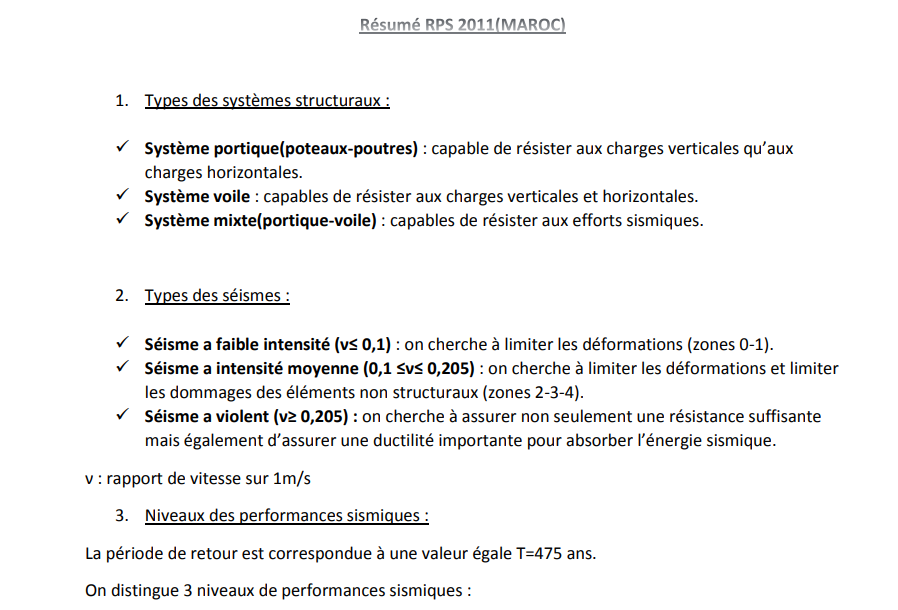 Résumé RPS 2011(MAROC)
1. Types des systèmes structuraux :
✓ Système portique(poteaux-poutres) : capable de résister aux charges verticales qu’aux
charges horizontales.
✓ Système voile : capables de résister aux charges verticales et horizontales.
✓ Système mixte(portique-voile) : capables de résister aux efforts sismiques.
2. Types des séismes :
✓ Séisme a faible intensité (v≤ 0,1) : on cherche à limiter les déformations (zones 0-1).
✓ Séisme a intensité moyenne (0,1 ≤v≤ 0,205) : on cherche à limiter les déformations et limiter
les dommages des éléments non structuraux (zones 2-3-4).
✓ Séisme a violent (v≥ 0,205) : on cherche à assurer non seulement une résistance suffisante
mais également d’assurer une ductilité importante pour absorber l’énergie sismique.
v : rapport de vitesse sur 1m/s
3. Niveaux des performances sismiques :
La période de retour est correspondue à une valeur égale T=475 ans.
On distingue 3 niveaux de performances sismiques :